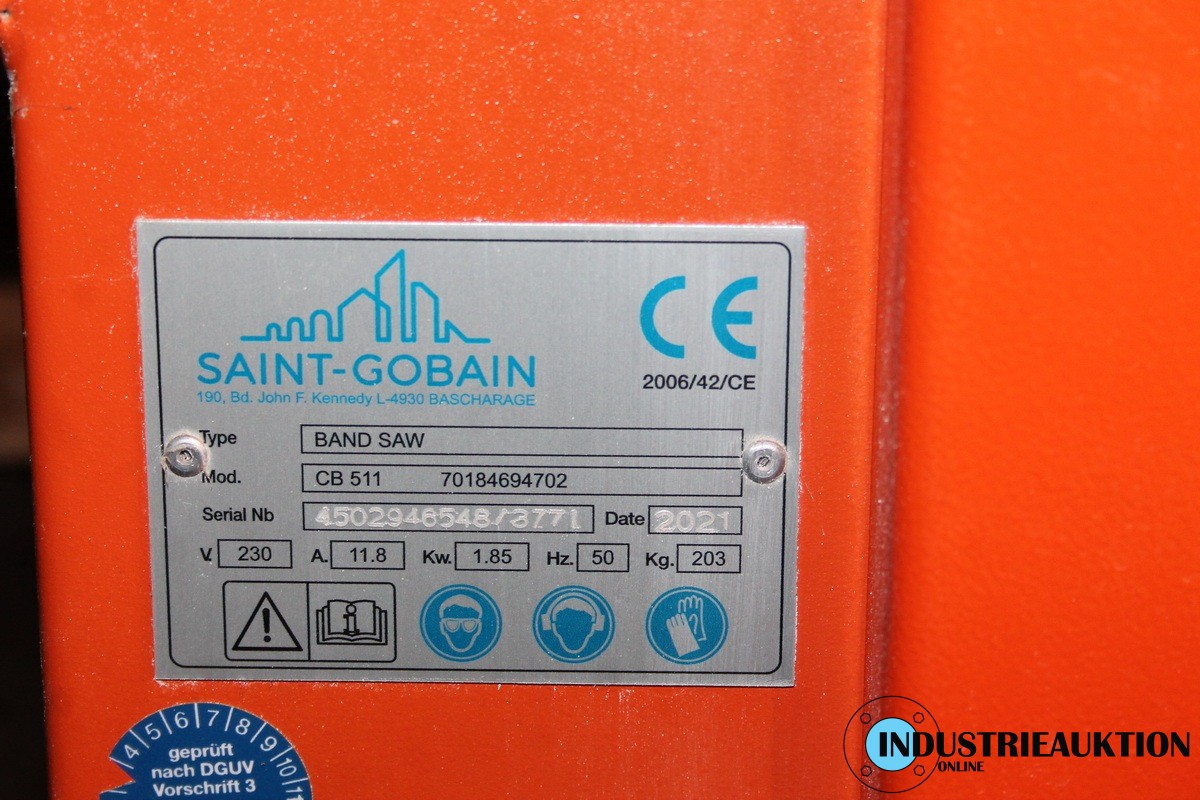 SAINT-GOBAIN
190, Bd. John F. Kennedy L-4930 BASCHARAGE
CE
2006/42/CE
Type BAND SAW
Mod. CB 511 70184694702
Serial Nb 4502946548/3771 Date 2021
V. 230 A. 11.8 Kw. 1.85 Hz. 50 Kg. 203
4 5 6 7 8 9 10 11
geprüft
nach DGUV
Vorschrift 3
INDUSTRIEAUKTION
ONLINE